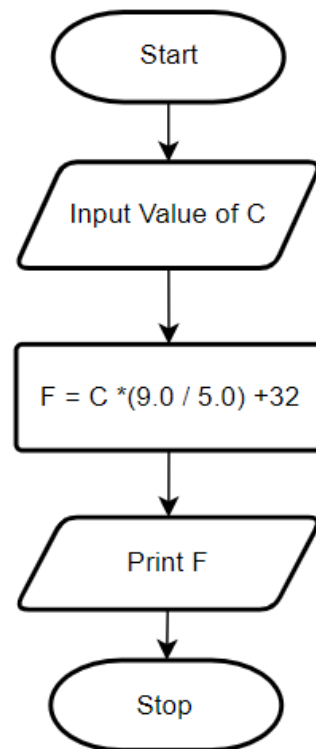 Start
Input Value of C
F = C *(9.0 / 5.0) +32
Print F
Stop